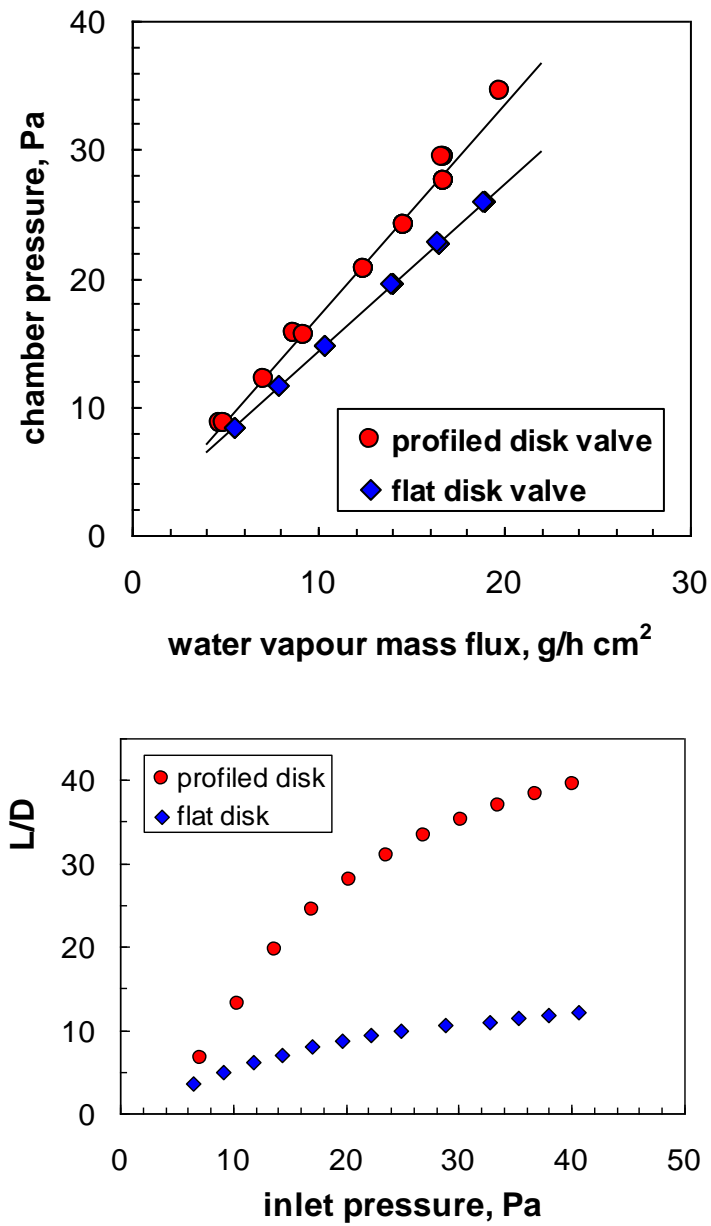 40
30
20
10
0
chamber pressure, Pa
profiled disk valve
flat disk valve
0 10 20 30
water vapour mass flux, g/h cm²
40
30
20
10
0
L/D
profiled disk
flat disk
0 10 20 30 40 50
inlet pressure, Pa